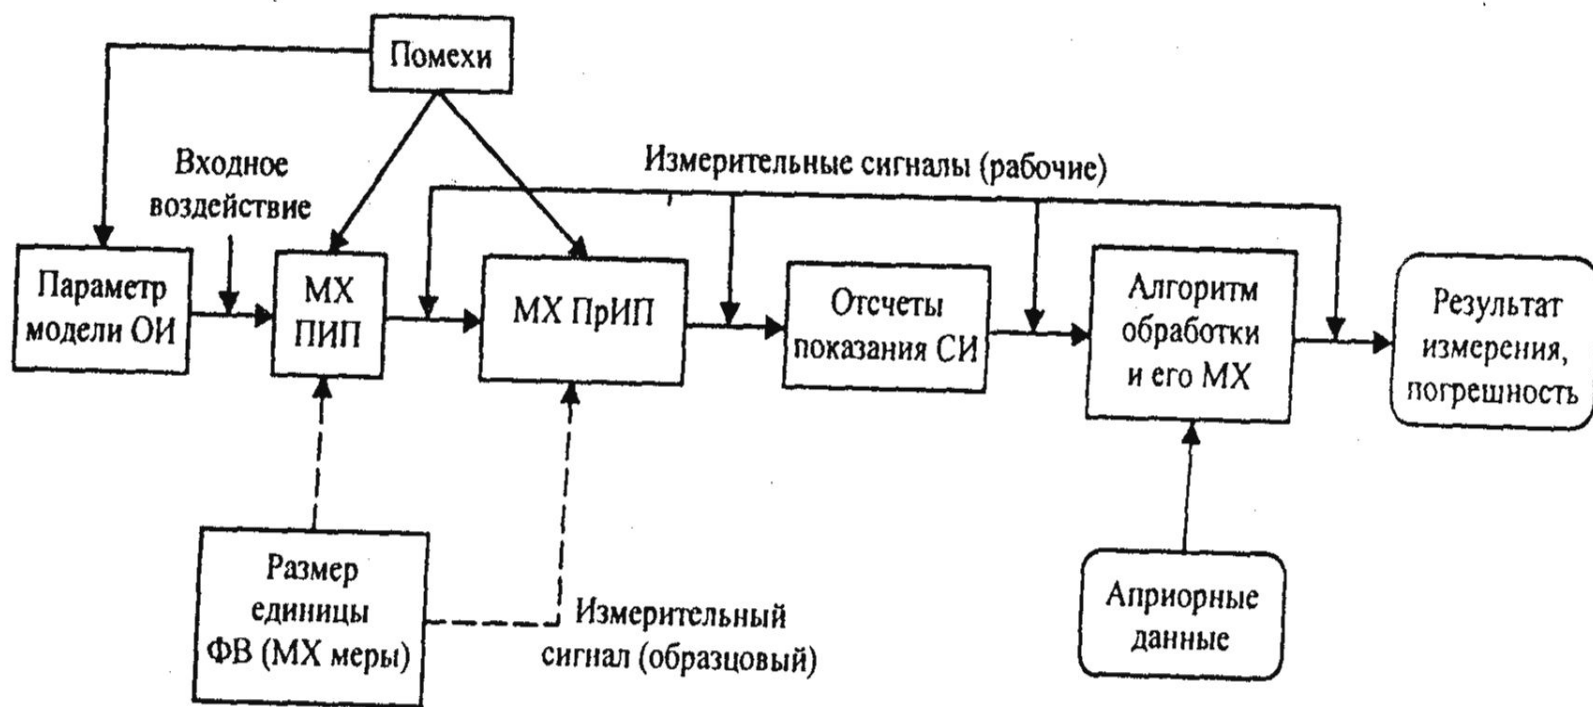 Помехи
Входное
воздействие
Измерительные сигналы (рабочие)
Параметр
модели ОИ
МХ
ПИП
МХ ПрИП
Отсчеты
показания СИ
Алгоритм
обработки
и его МХ
Результат
измерения,
погрешность
Размер
единицы
ФВ (МХ меры)
Измерительный
сигнал (образцовый)
Априорные
данные